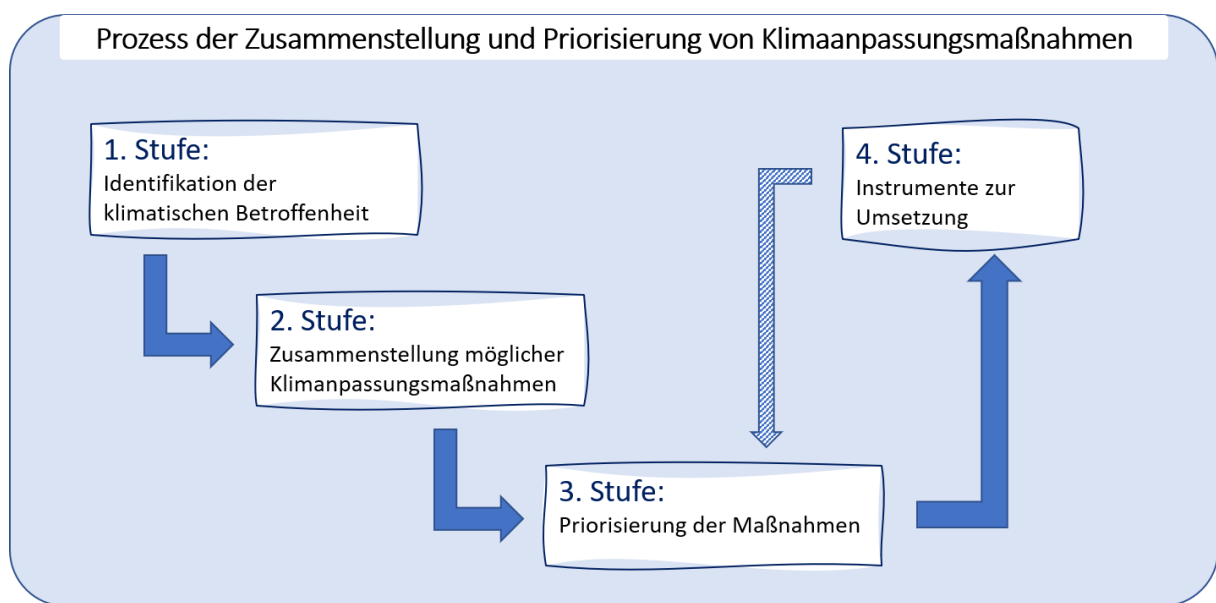 Prozess der Zusammenstellung und Priorisierung von Klimaanpassungsmaßnahmen
1. Stufe:
Identifikation der
klimatischen Betroffenheit
2. Stufe:
Zusammenstellung möglicher
Klimanpassungsmaßnahmen
3. Stufe:
Priorisierung der Maßnahmen
4. Stufe:
Instrumente zur
Umsetzung